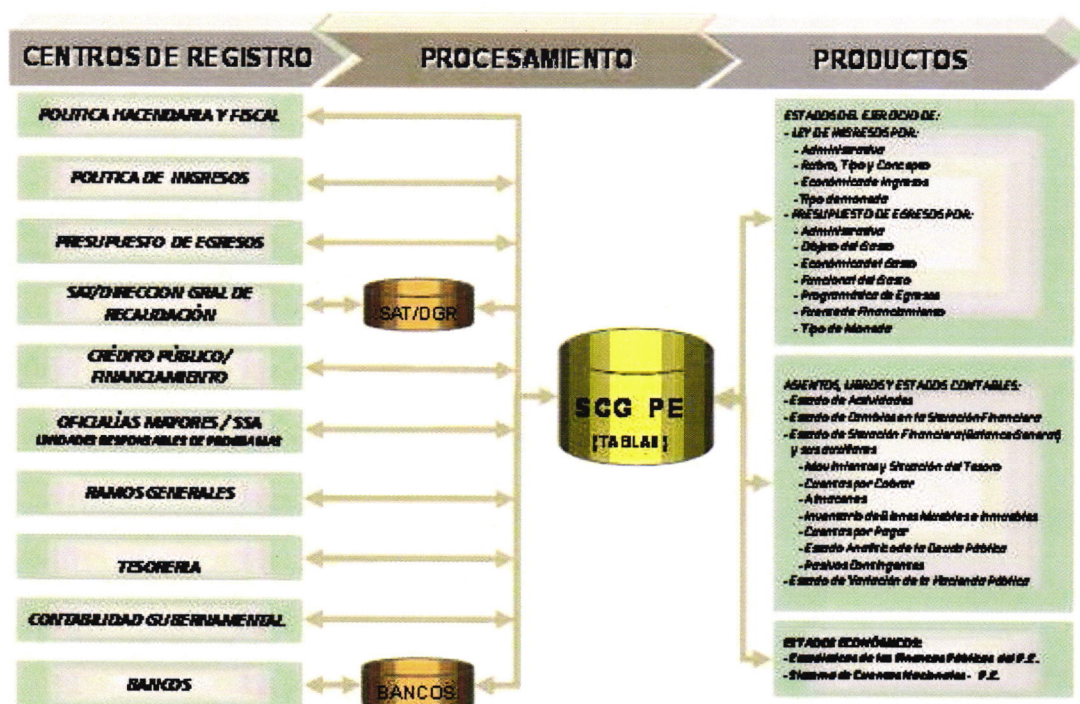 CENTROS DE REGISTRO
PROCESAMIENTO
PRODUCTOS
POLITICA HACENDARIA Y FISCAL
POLITICA DE INGRESOS
PRESUPUESTO DE EGRESOS
SAT/DIRECCION GRAL DE
RECAUDACIÓN
CRÉDITO PÚBLICO/
FINANCIAMIENTO
OFICIALÍAS MAYORES / SSA
UNIDADES RESPONSABLES DE PROGRAMAS
RAMOS GENERALES
TESORERIA
CONTABILIDAD GUBERNAMENTAL
BANCOS
SAT/DGR
BANCOS
SCG PE
(TABLAS)
ESTADOS DEL EJERCICIO DE:
- LEY DE INGRESOS POR:
- Administrativa
- Rubro, Tipo y Concepto
- Económica de Ingresos
- Tipo de moneda
- PRESUPUESTO DE EGRESOS POR:
- Administrativa
- Objeto del Gasto
- Económica del Gasto
- Funcional del Gasto
- Programática de Egresos
- Fuente de Financiamiento
- Tipo de Moneda
ASIENTOS, LIBROS Y ESTADOS CONTABLES:
- Estado de Actividades
- Estado de Cambios en la Situación Financiera
- Estado de Situación Financiera (Balance General)
y sus auxiliares
- Movimientos y Situación del Tesoro
- Cuentas por Cobrar
- Almacenes
- Inventario de Bienes Muebles e Inmuebles
- Cuentas por Pagar
- Estado Analítico de la Deuda Pública
- Pasivos Contingentes
- Estado de Variación de la Hacienda Pública
ESTADOS ECONÓMICOS:
- Estadísticas de las Finanzas Públicas del P.E.
- Sistema de Cuentas Nacionales - P.E.